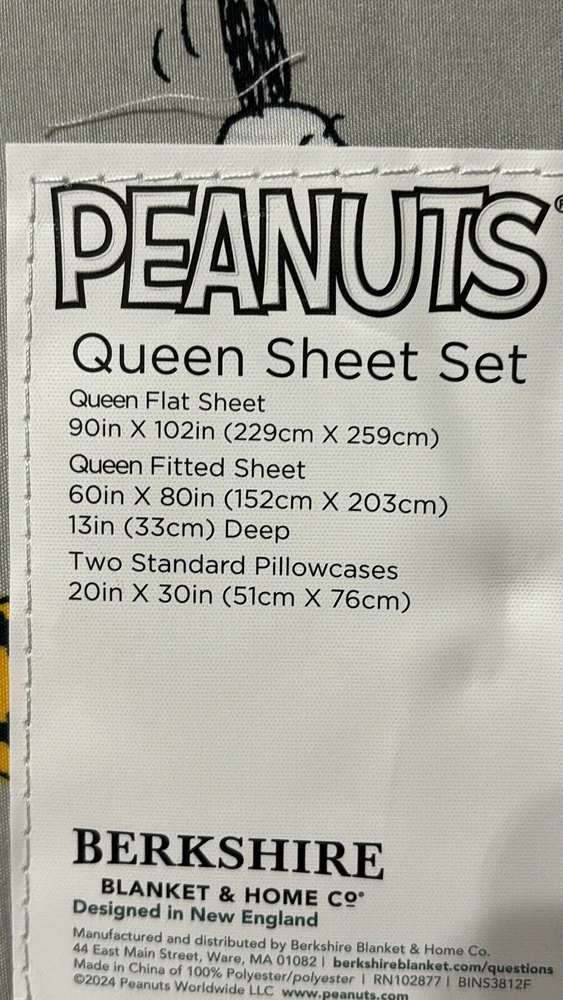 PEANUTS®
Queen Sheet Set
Queen Flat Sheet
90in X 102in (229cm X 259cm)
Queen Fitted Sheet
60in X 80in (152cm X 203cm)
13in (33cm) Deep
Two Standard Pillowcases
20in X 30in (51cm X 76cm)
BERKSHIRE
BLANKET & HOME Cº®
Designed in New England
Manufactured and distributed by Berkshire Blanket & Home Co.
44 East Main Street, Ware, MA 01082 | berkshireblanket.com/questions
Made in China of 100% Polyester/polyester | RN102877 | BINS3812F
©2024 Peanuts Worldwide LLC www.peanuts.com